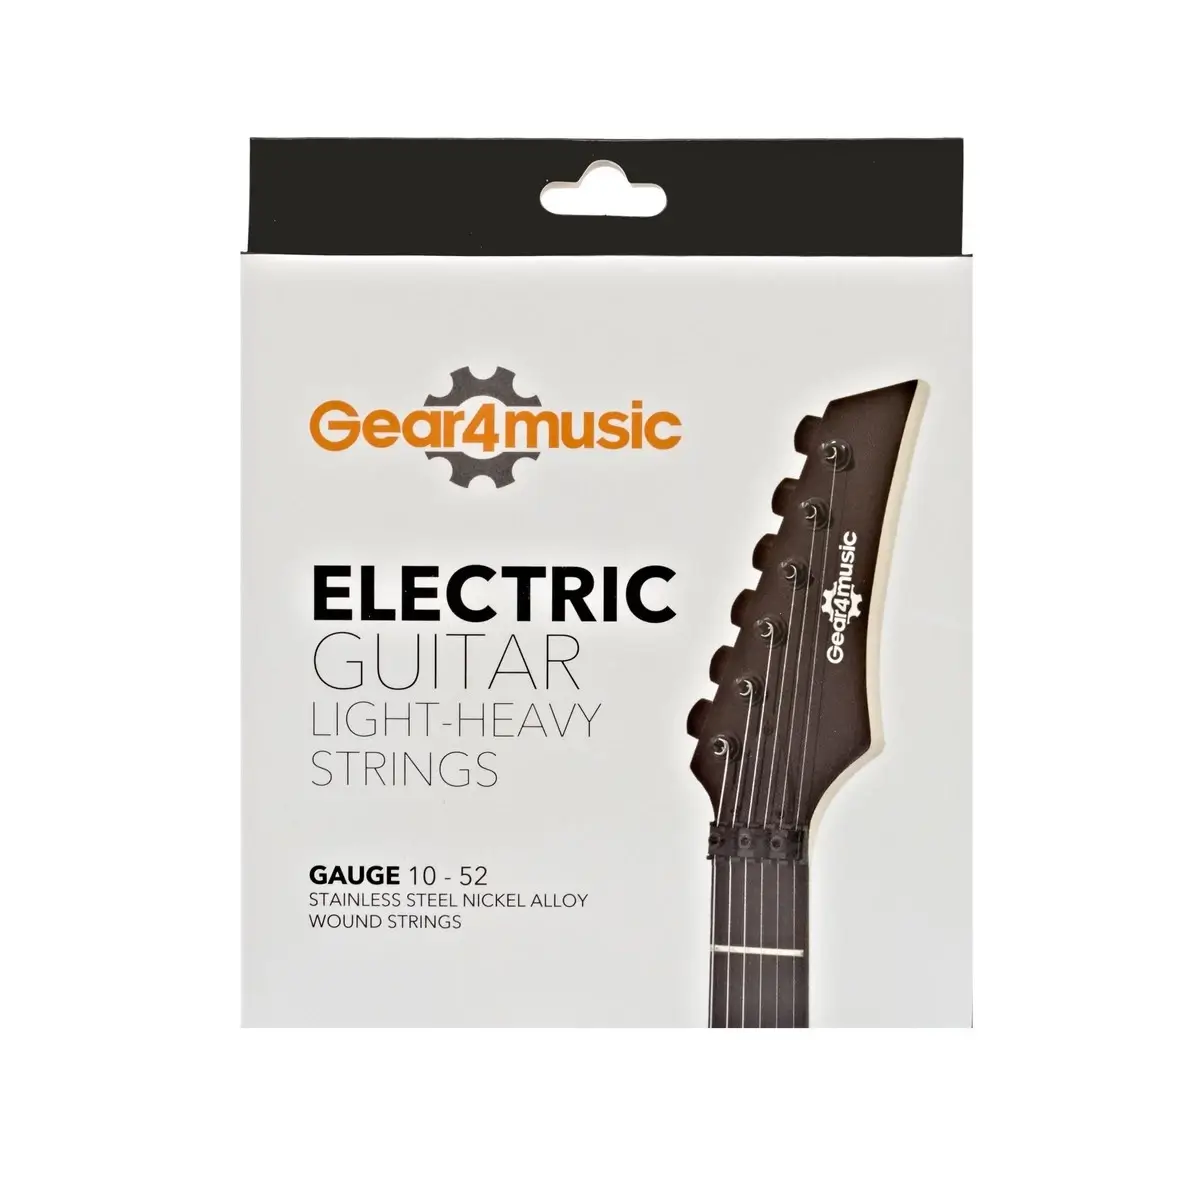 Gear4music
ELECTRIC
GUITAR
LIGHT-HEAVY
STRINGS
GAUGE 10 - 52
STAINLESS STEEL NICKEL ALLOY
WOUND STRINGS
Gear4music